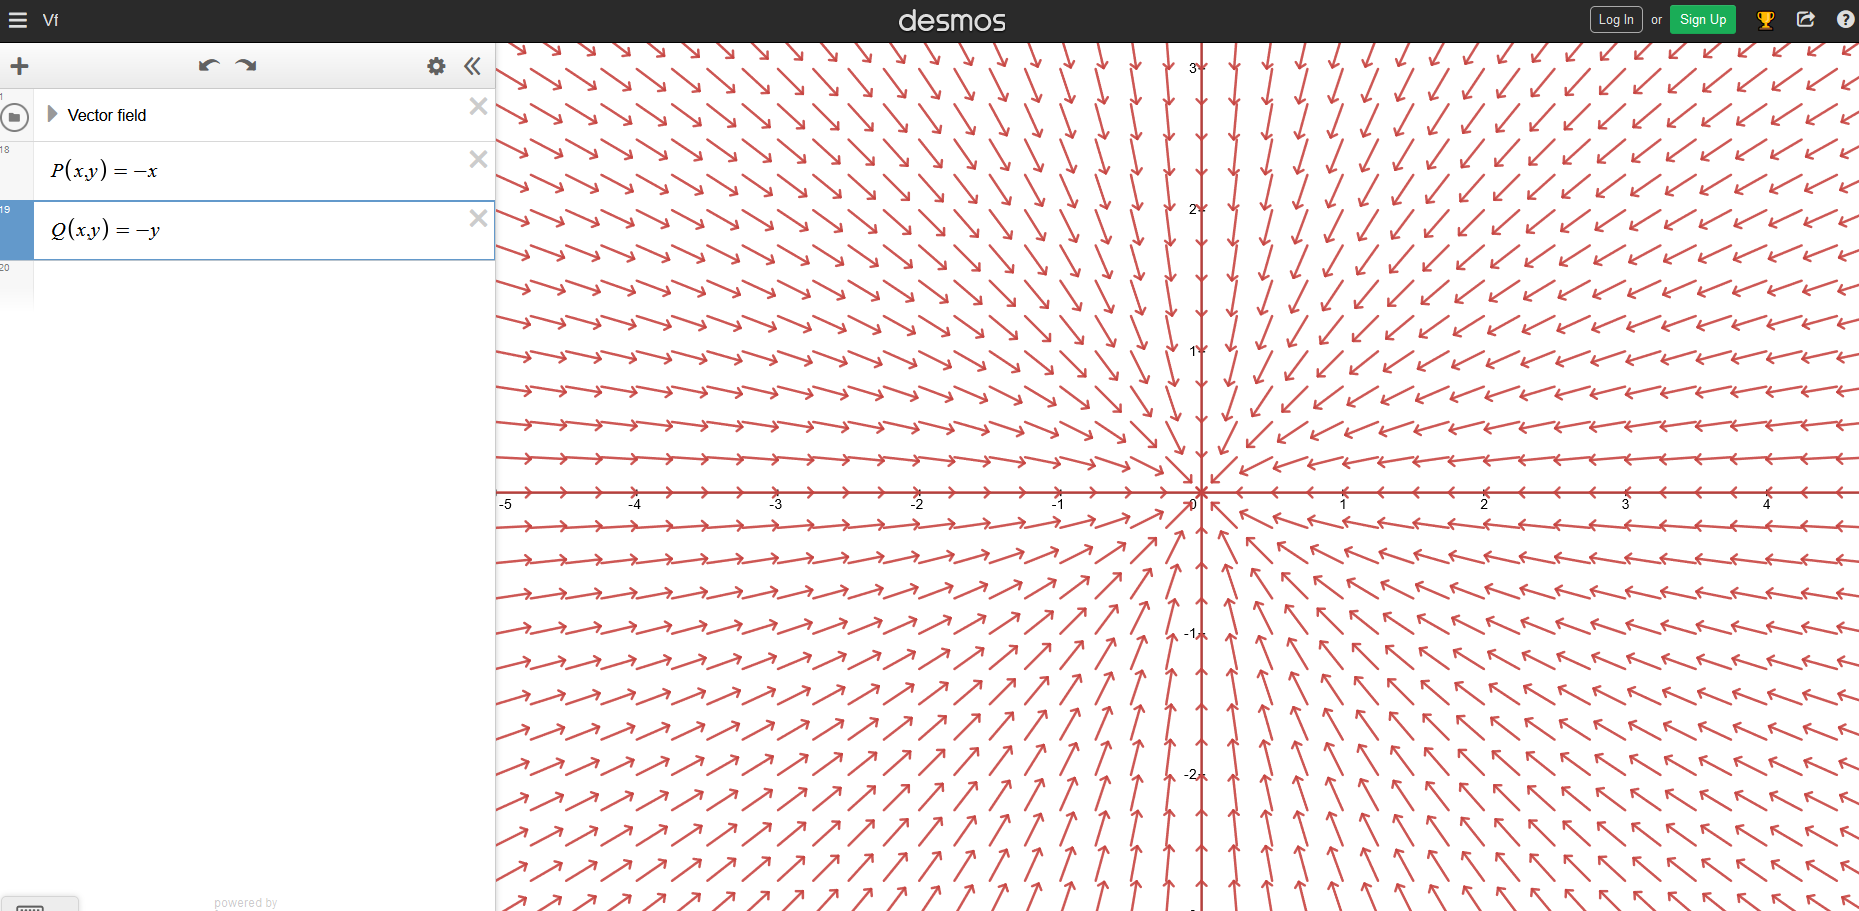 Vf
desmos
Log In or Sign Up
?
1
Vector field
18
P(x,y) = −x
19
Q(x,y) = −y
20
powered by
3
2
1
-5 -4 -3 -2 -1 0 1 2 3 4
-1
-2